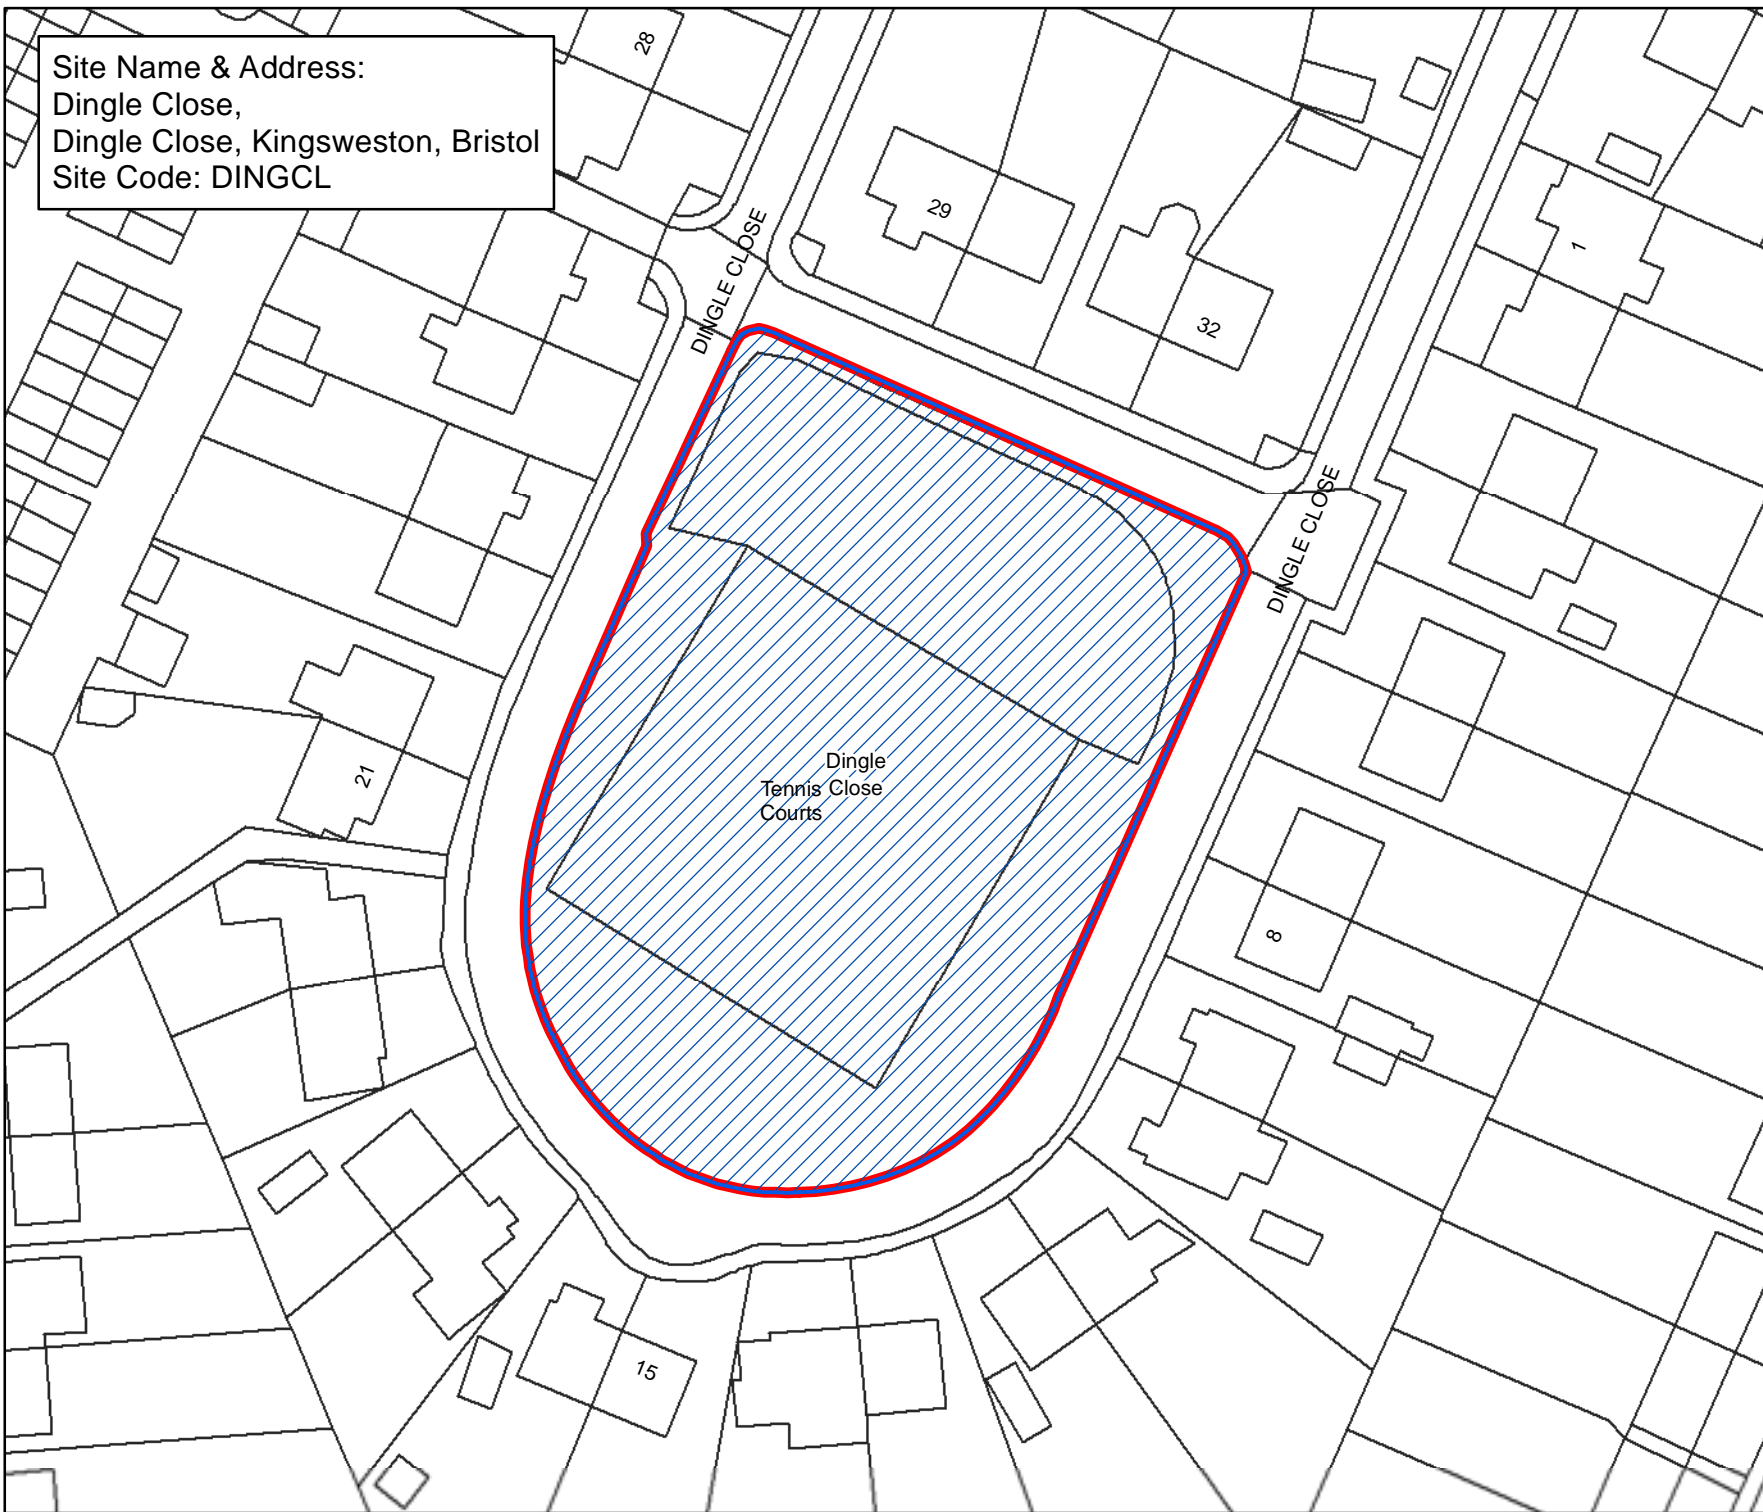 Site Name & Address:
Dingle Close,
Dingle Close, Kingsweston, Bristol
Site Code: DINGCL
28
29
DINGLE CLOSE
1
32
DINGLE CLOSE
Dingle
Close
Tennis
Courts
21
8
15